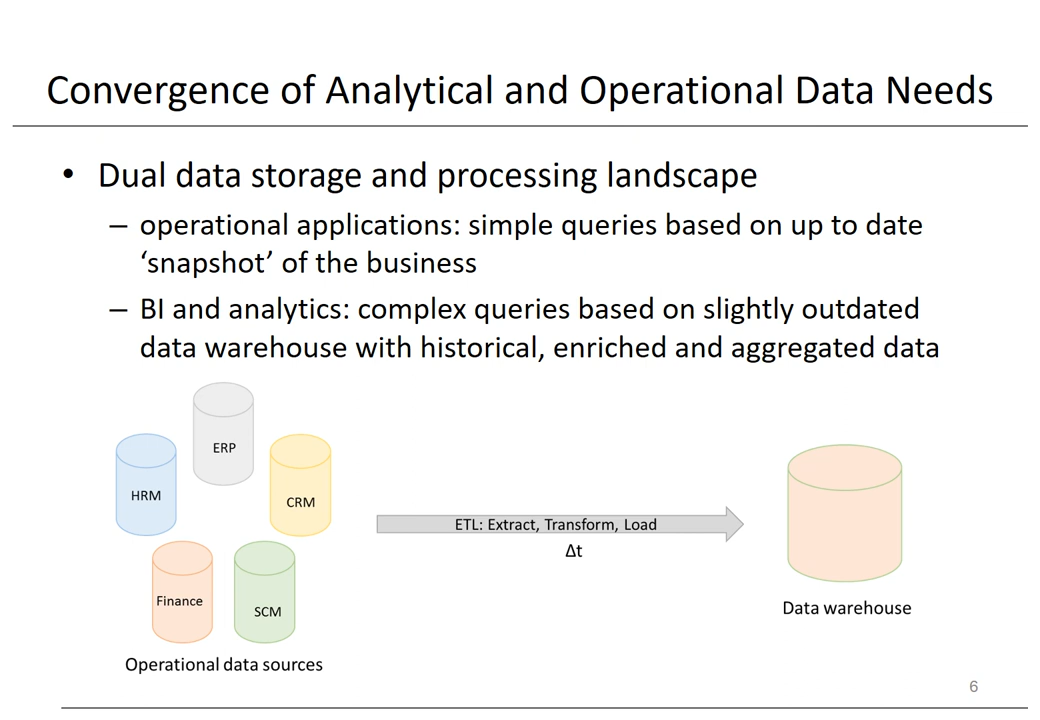 Convergence of Analytical and Operational Data Needs
• Dual data storage and processing landscape
– operational applications: simple queries based on up to date
‘snapshot’ of the business
– BI and analytics: complex queries based on slightly outdated
data warehouse with historical, enriched and aggregated data
ERP
HRM
CRM
Finance
SCM
Operational data sources
ETL: Extract, Transform, Load
Δt
Data warehouse
6